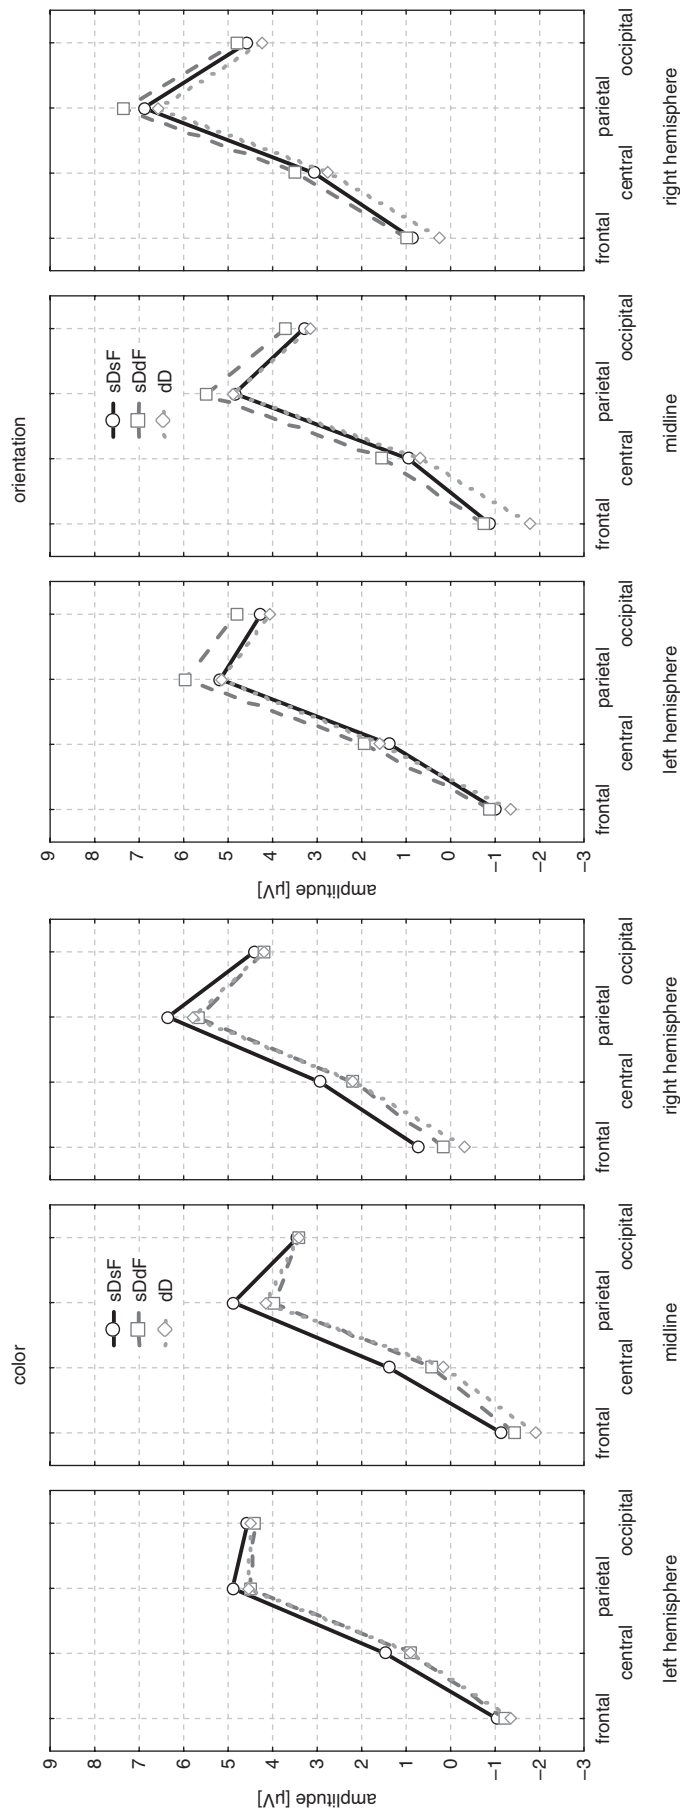 color
orientation
amplitude [µV]
9
8
7
6
5
4
3
2
1
0
−1
−2
−3
frontal
central
parietal
occipital
left hemisphere
sDsF
sDdF
dD
frontal
central
parietal
occipital
midline
frontal
central
parietal
occipital
right hemisphere
amplitude [µV]
9
8
7
6
5
4
3
2
1
0
−1
−2
−3
frontal
central
parietal
occipital
left hemisphere
sDsF
sDdF
dD
frontal
central
parietal
occipital
midline
frontal
central
parietal
occipital
right hemisphere